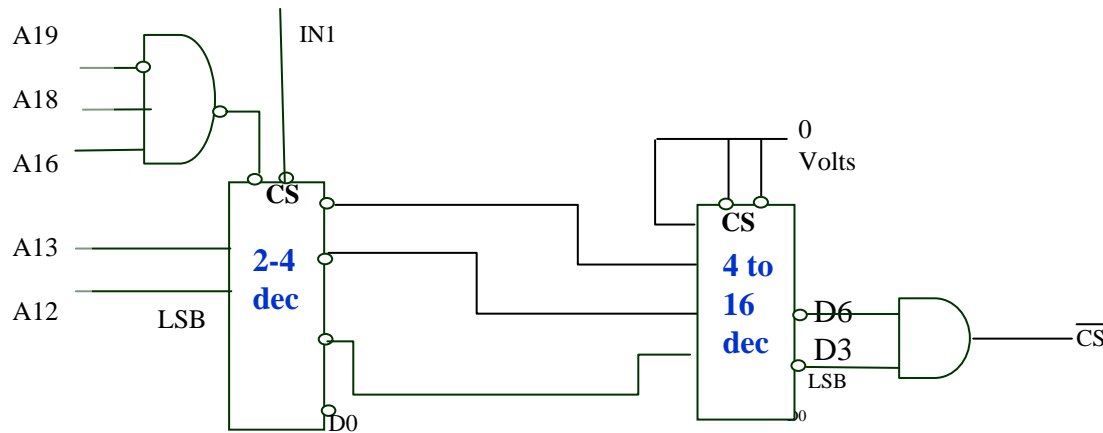 A19
IN1
A18
A16
0
Volts
CS
CS
A13
2-4
dec
4 to
16
dec
A12
LSB
D6
D3
CS
LSB
D0
D0